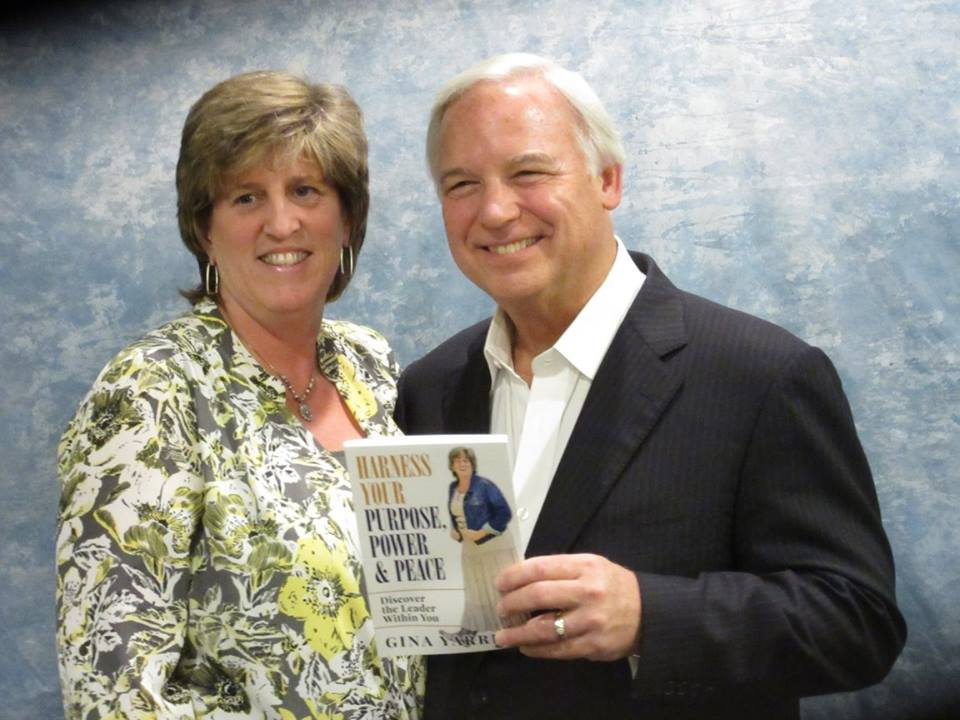 HARNESS
YOUR
PURPOSE,
POWER
& PEACE
Discover
the Leader
Within You
GINA